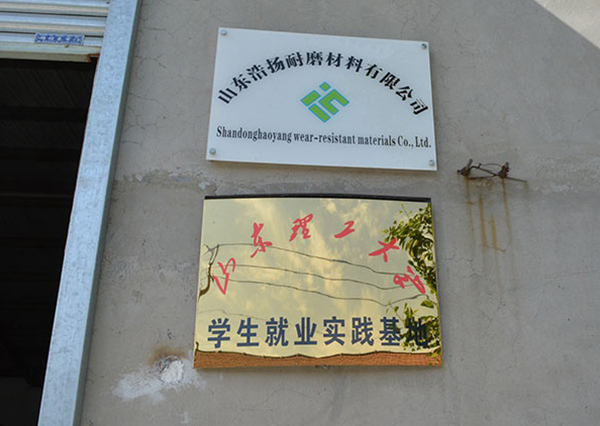 山东浩扬耐磨材料有限公司
Shandonghaoyang wear-resistant materials Co., Ltd.
山东理工大学
学生就业实践基地